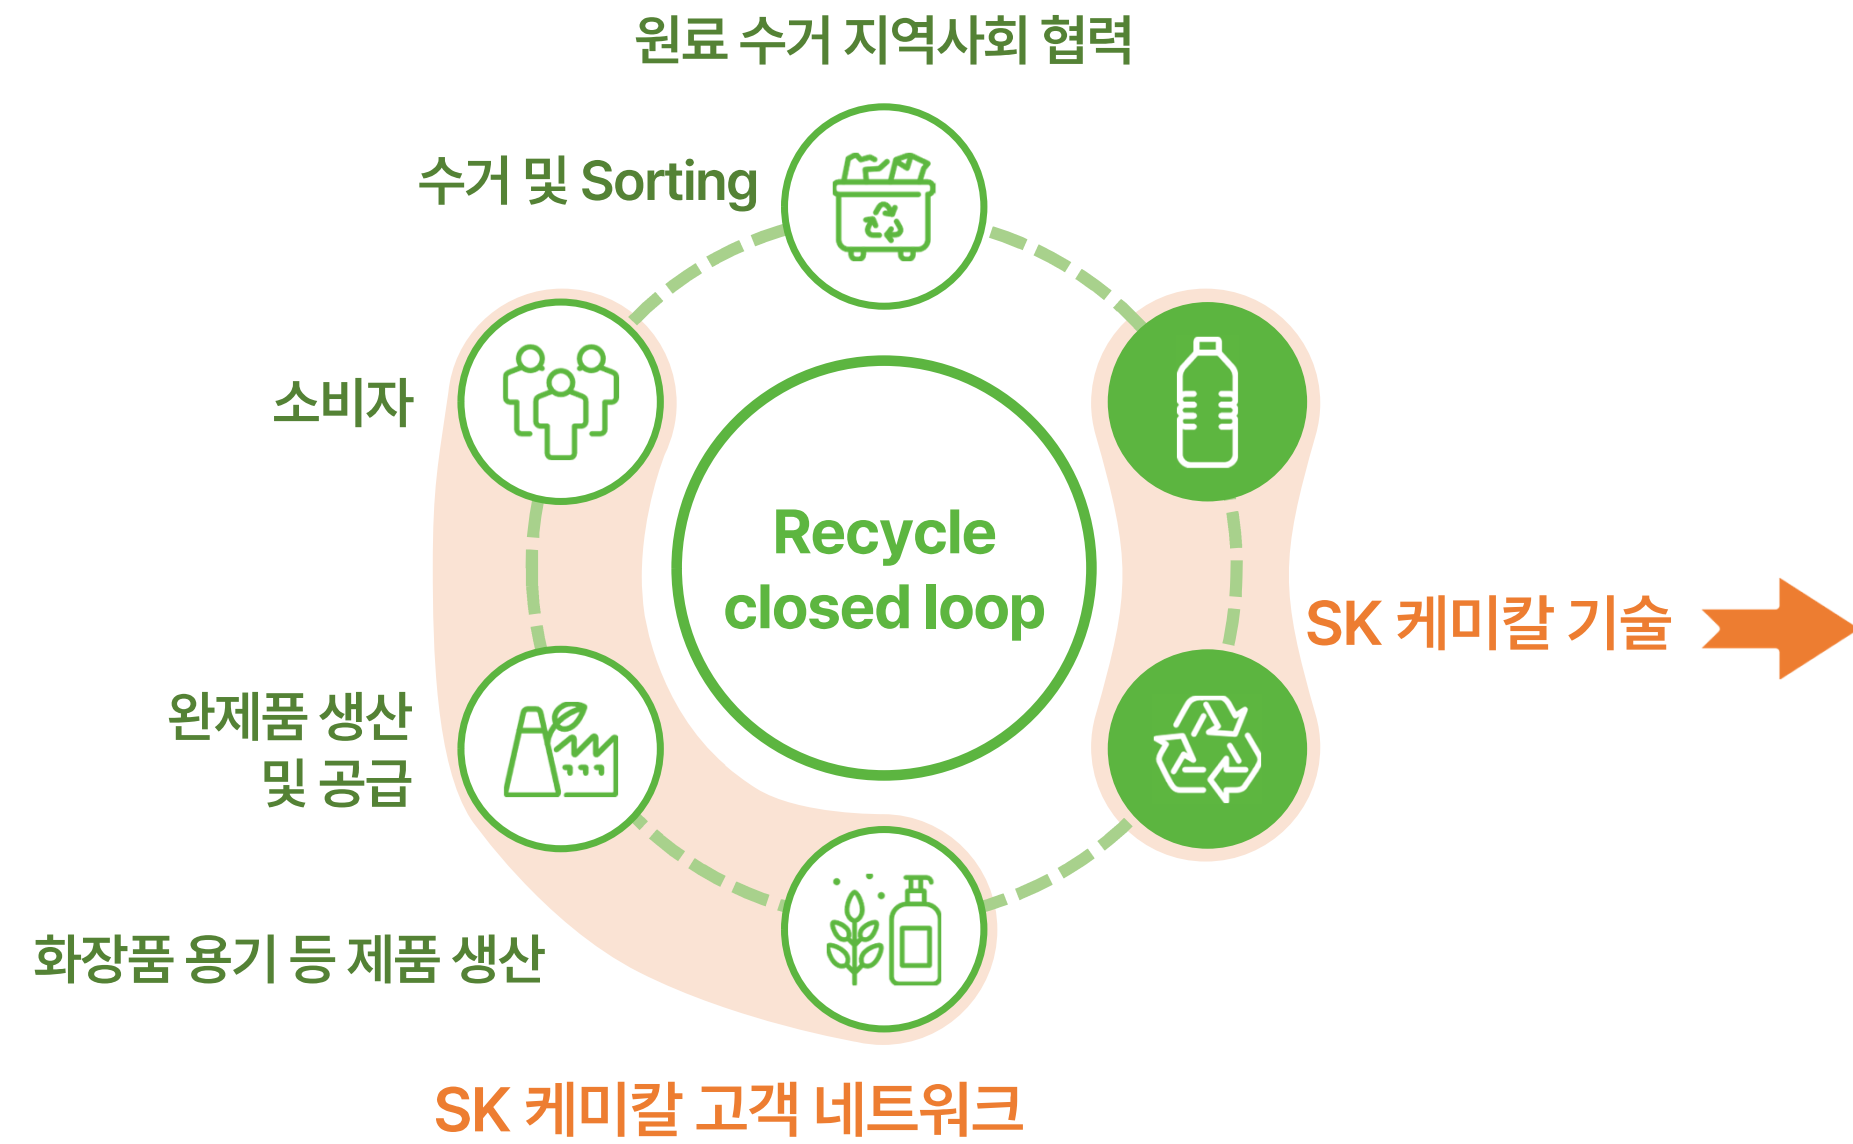 원료 수거 지역사회 협력
수거 및 Sorting
소비자
Recycle
closed loop
SK 케미칼 기술
완제품 생산
및 공급
화장품 용기 등 제품 생산
SK 케미칼 고객 네트워크